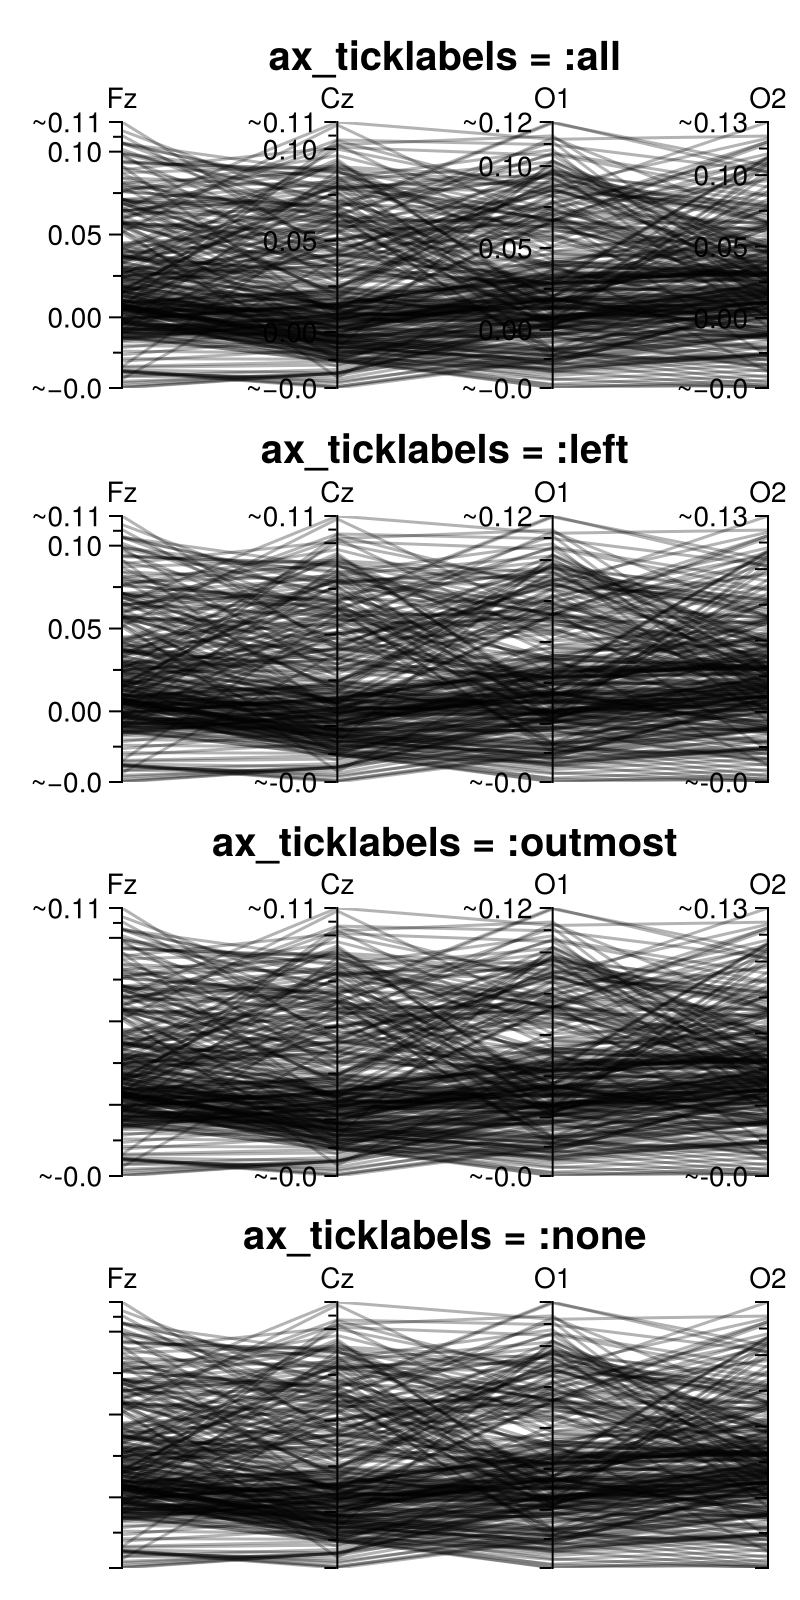 ax_ticklabels = :all
Fz Cz O1 O2
~0.11 ~0.11 ~0.12 ~0.13
0.10 0.10 0.10 0.10
0.05 0.05 0.05 0.05
0.00 0.00 0.00 0.00
~−0.0 ~−0.0 ~−0.0 ~−0.0
ax_ticklabels = :left
Fz Cz O1 O2
~0.11 ~0.11 ~0.12 ~0.13
0.10
0.05
0.00
~−0.0 ~-0.0 ~-0.0 ~-0.0
ax_ticklabels = :outmost
Fz Cz O1 O2
~0.11 ~0.11 ~0.12 ~0.13
~-0.0 ~-0.0 ~-0.0 ~-0.0
ax_ticklabels = :none
Fz Cz O1 O2